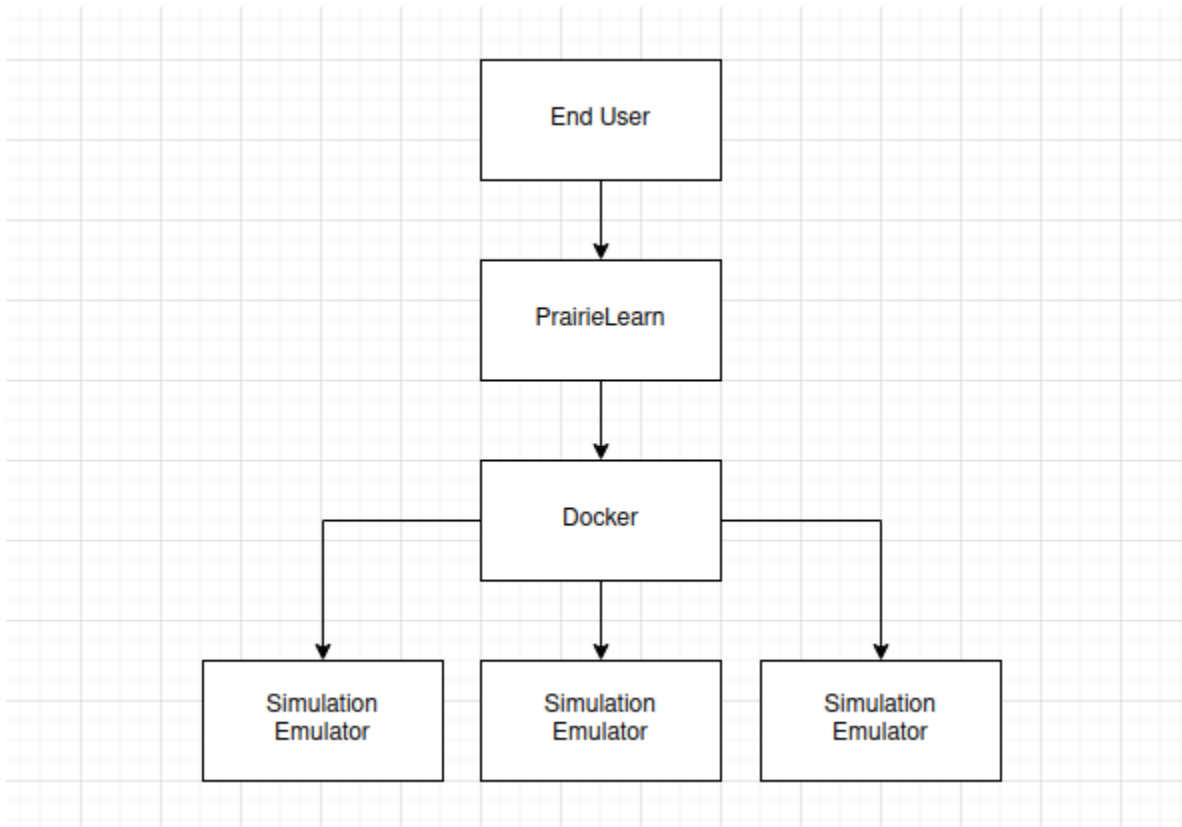 End User
PrairieLearn
Docker
Simulation
Emulator
Simulation
Emulator
Simulation
Emulator